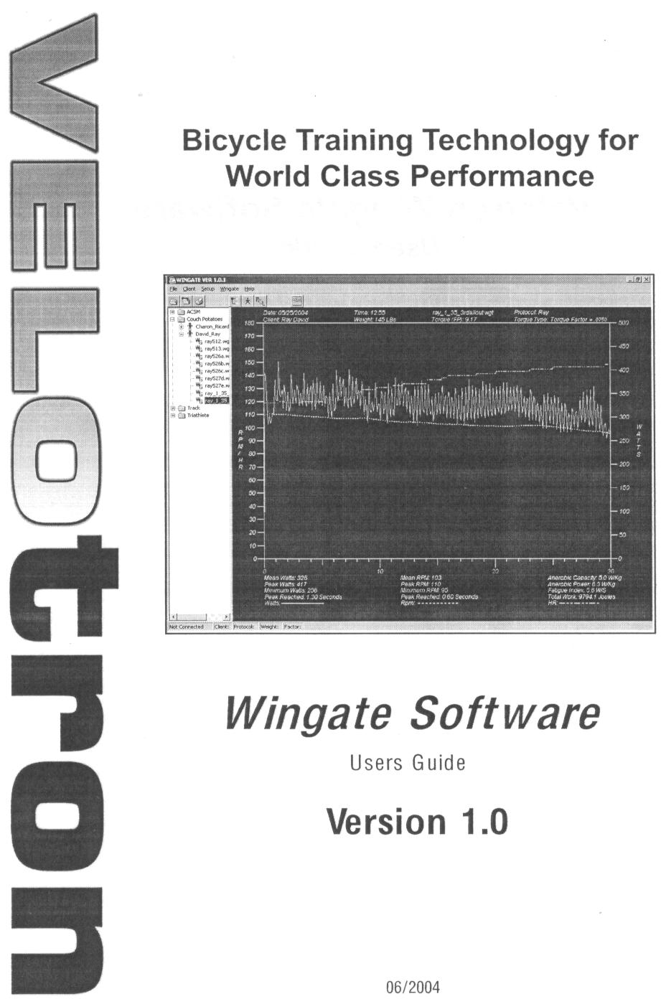 VELOtron
Bicycle Training Technology for
World Class Performance
WINGATE VER 1.0.1
File Client Setup Wingate Help
ACSM
Couch Potatoes
Charon_Ricard
David_Ray
ray512.wg
ray513.wg
ray526a.w
ray526b.w
ray526c.w
ray527d.w
ray527e.w
ray_1_35_
ray_1_35_
Track
Triathlete
Date: 05/25/2004 Time: 12:55 ray_1_35_3rdallout.wgt Protocol: Ray
Client: Ray David Weight: 145 LBs Torque (FP): 9.17 Torque Type: Torque Factor = .0750
180
170
160
150
140
130
120
110
100
90
80
70
60
50
40
30
20
10
0
RPM/HR
500
450
400
350
300
250
200
150
100
50
0
WATTS
0 10 20 30
Mean Watts: 326
Peak Watts: 417
Minimum Watts: 256
Peak Reached: 1.30 Seconds
Watts:
Mean RPM: 103
Peak RPM: 110
Minimum RPM: 95
Peak Reached: 0.60 Seconds
Rpm:
Anerobic Capacity: 5.0 W/Kg
Anerobic Power: 6.3 W/Kg
Fatigue Index: 5.6 W/S
Total Work: 9794.1 Joules
HR:
Not Connected Client: Protocol: Weight: Factor:
Wingate Software
Users Guide
Version 1.0
06/2004